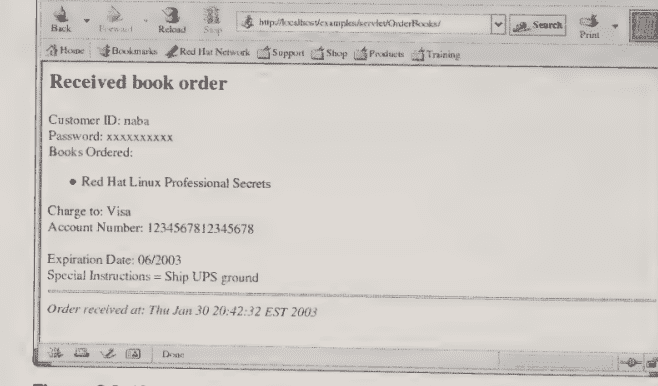 Back Forward Reload Stop http://localhost/examples/servlet/OrderBooks/ Search Print
Home Bookmarks Red Hat Network Support Shop Products Training
Received book order
Customer ID: naba
Password: xxxxxxxxxx
Books Ordered:
• Red Hat Linux Professional Secrets
Charge to: Visa
Account Number: 1234567812345678
Expiration Date: 06/2003
Special Instructions = Ship UPS ground
Order received at: Thu Jan 30 20:42:32 EST 2003
Done